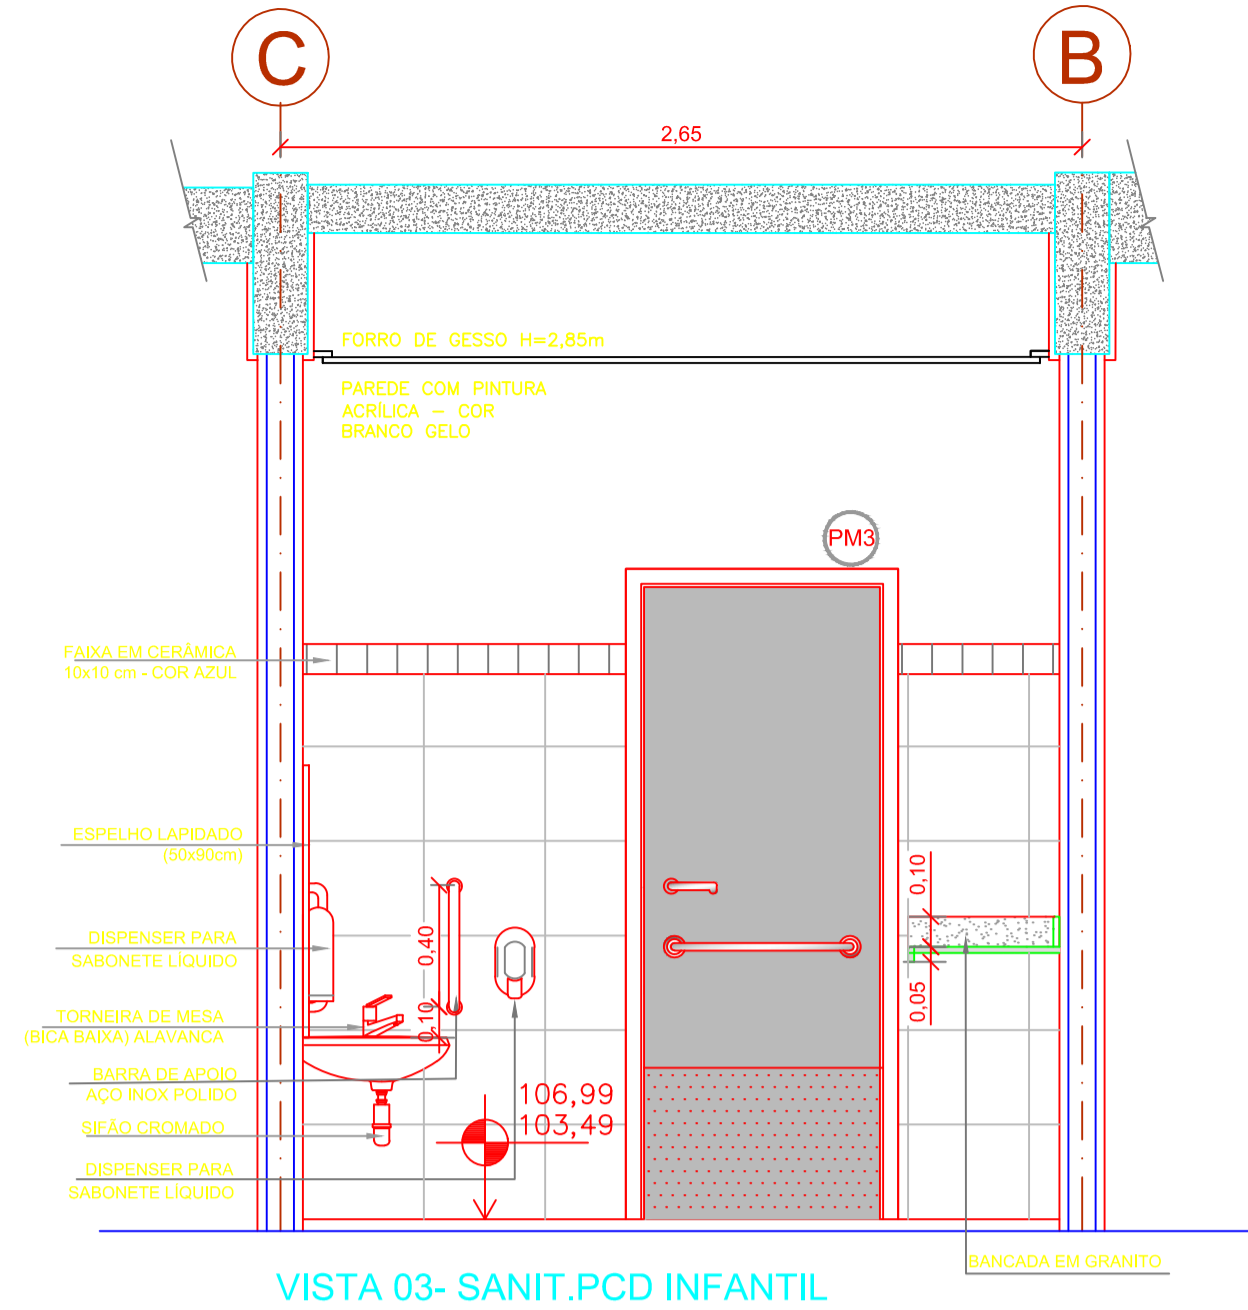 C
B
2,65
FORRO DE GESSO H=2,85m
PAREDE COM PINTURA
ACRÍLICA - COR
BRANCO GELO
PM3
FAIXA EM CERÂMICA
10x10 cm - COR AZUL
ESPELHO LAPIDADO
(50x90cm)
0,10
DISPENSER PARA
SABONETE LÍQUIDO
0,40
0,05
TORNEIRA DE MESA
(BICA BAIXA) ALAVANCA
0,10
BARRA DE APOIO
AÇO INOX POLIDO
106,99
103,49
SIFÃO CROMADO
DISPENSER PARA
SABONETE LÍQUIDO
BANCADA EM GRANITO
VISTA 03- SANIT.PCD INFANTIL